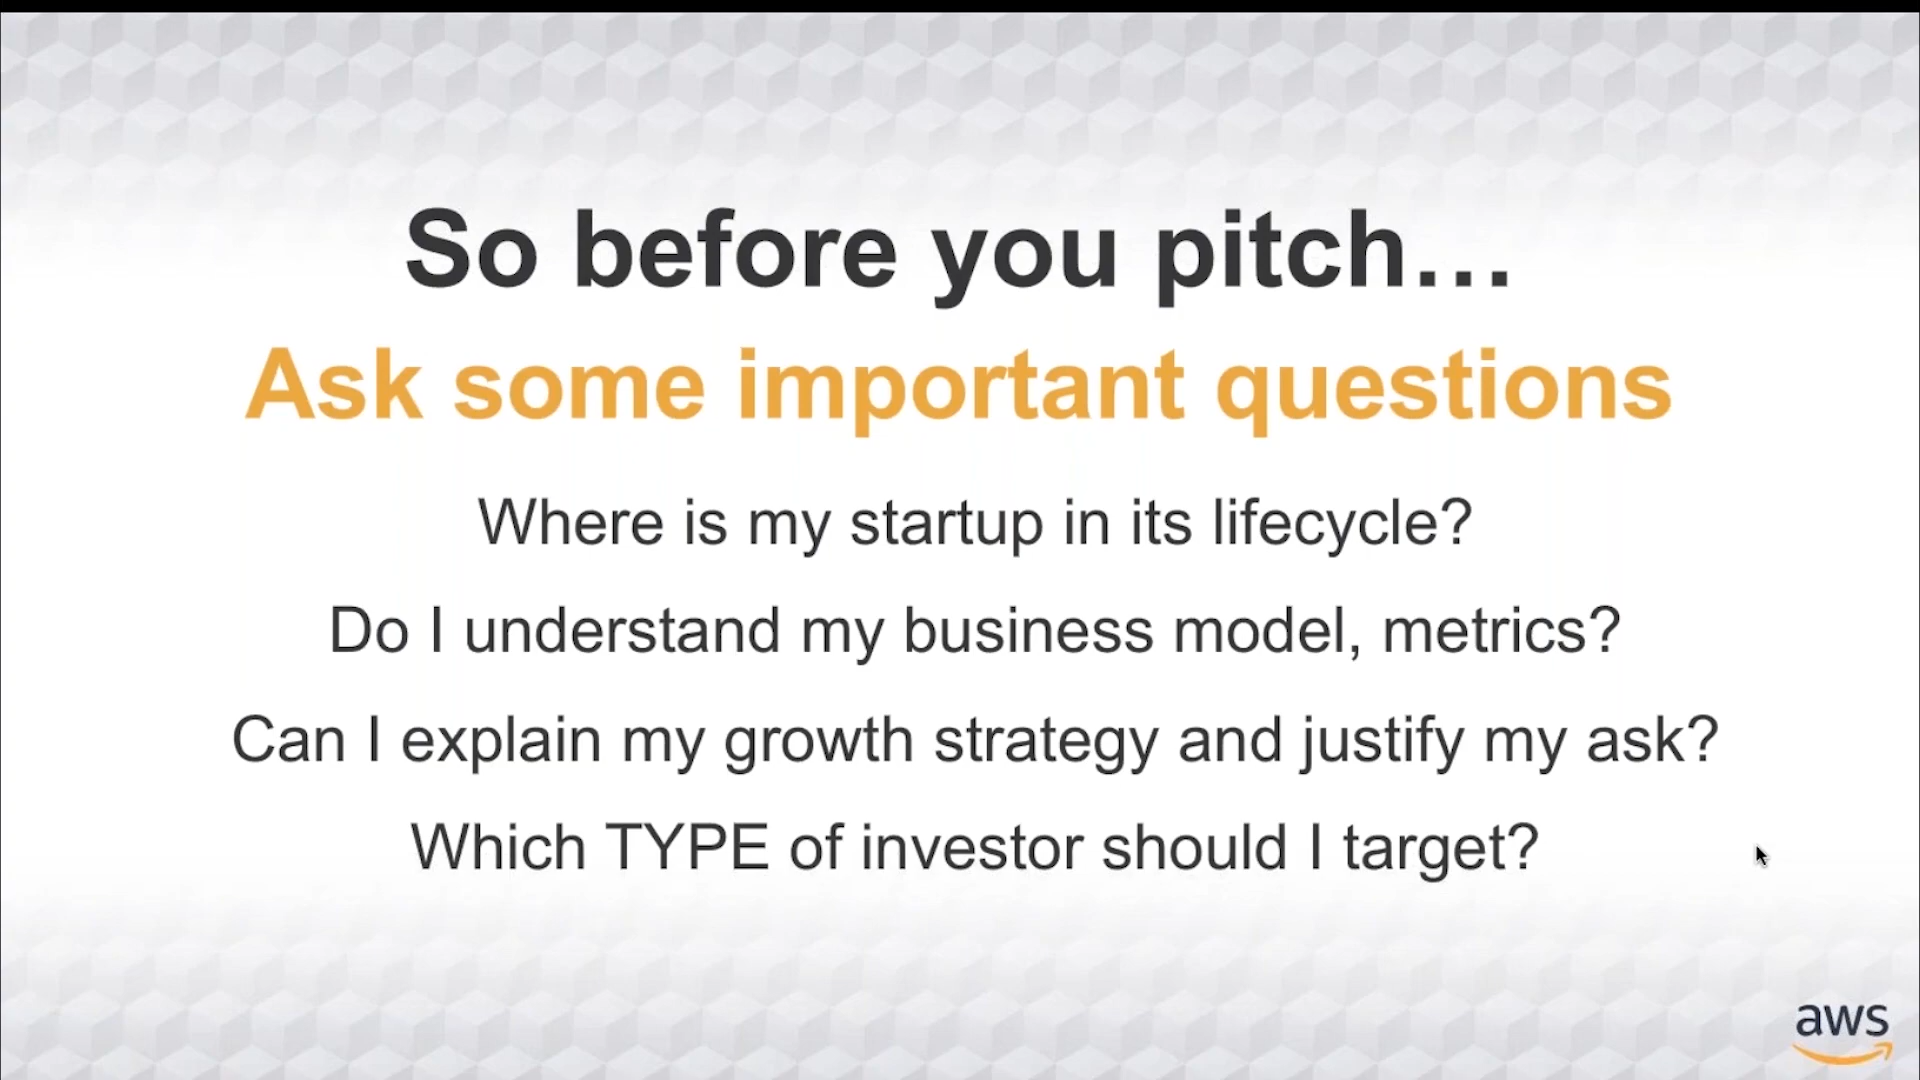 So before you pitch…
Ask some important questions
Where is my startup in its lifecycle?
Do I understand my business model, metrics?
Can I explain my growth strategy and justify my ask?
Which TYPE of investor should I target?
aws